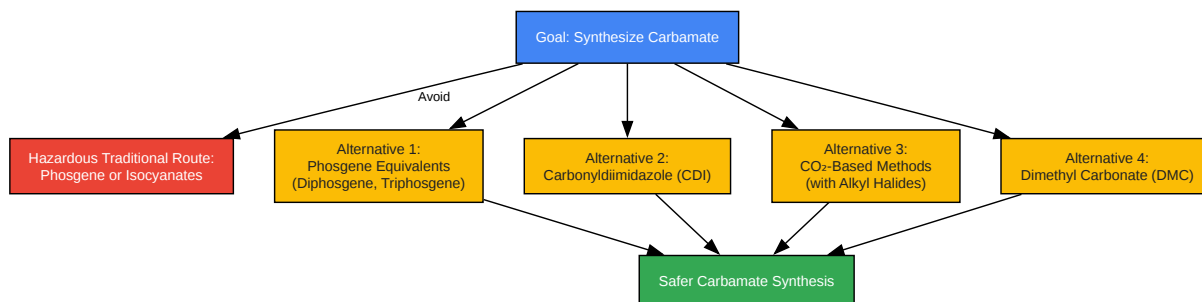 Goal: Synthesize Carbamate
Avoid
Hazardous Traditional Route:
Phosgene or Isocyanates
Alternative 1:
Phosgene Equivalents
(Diphosgene, Triphosgene)
Alternative 2:
Carbonyldiimidazole (CDI)
Alternative 3:
CO₂-Based Methods
(with Alkyl Halides)
Alternative 4:
Dimethyl Carbonate (DMC)
Safer Carbamate Synthesis